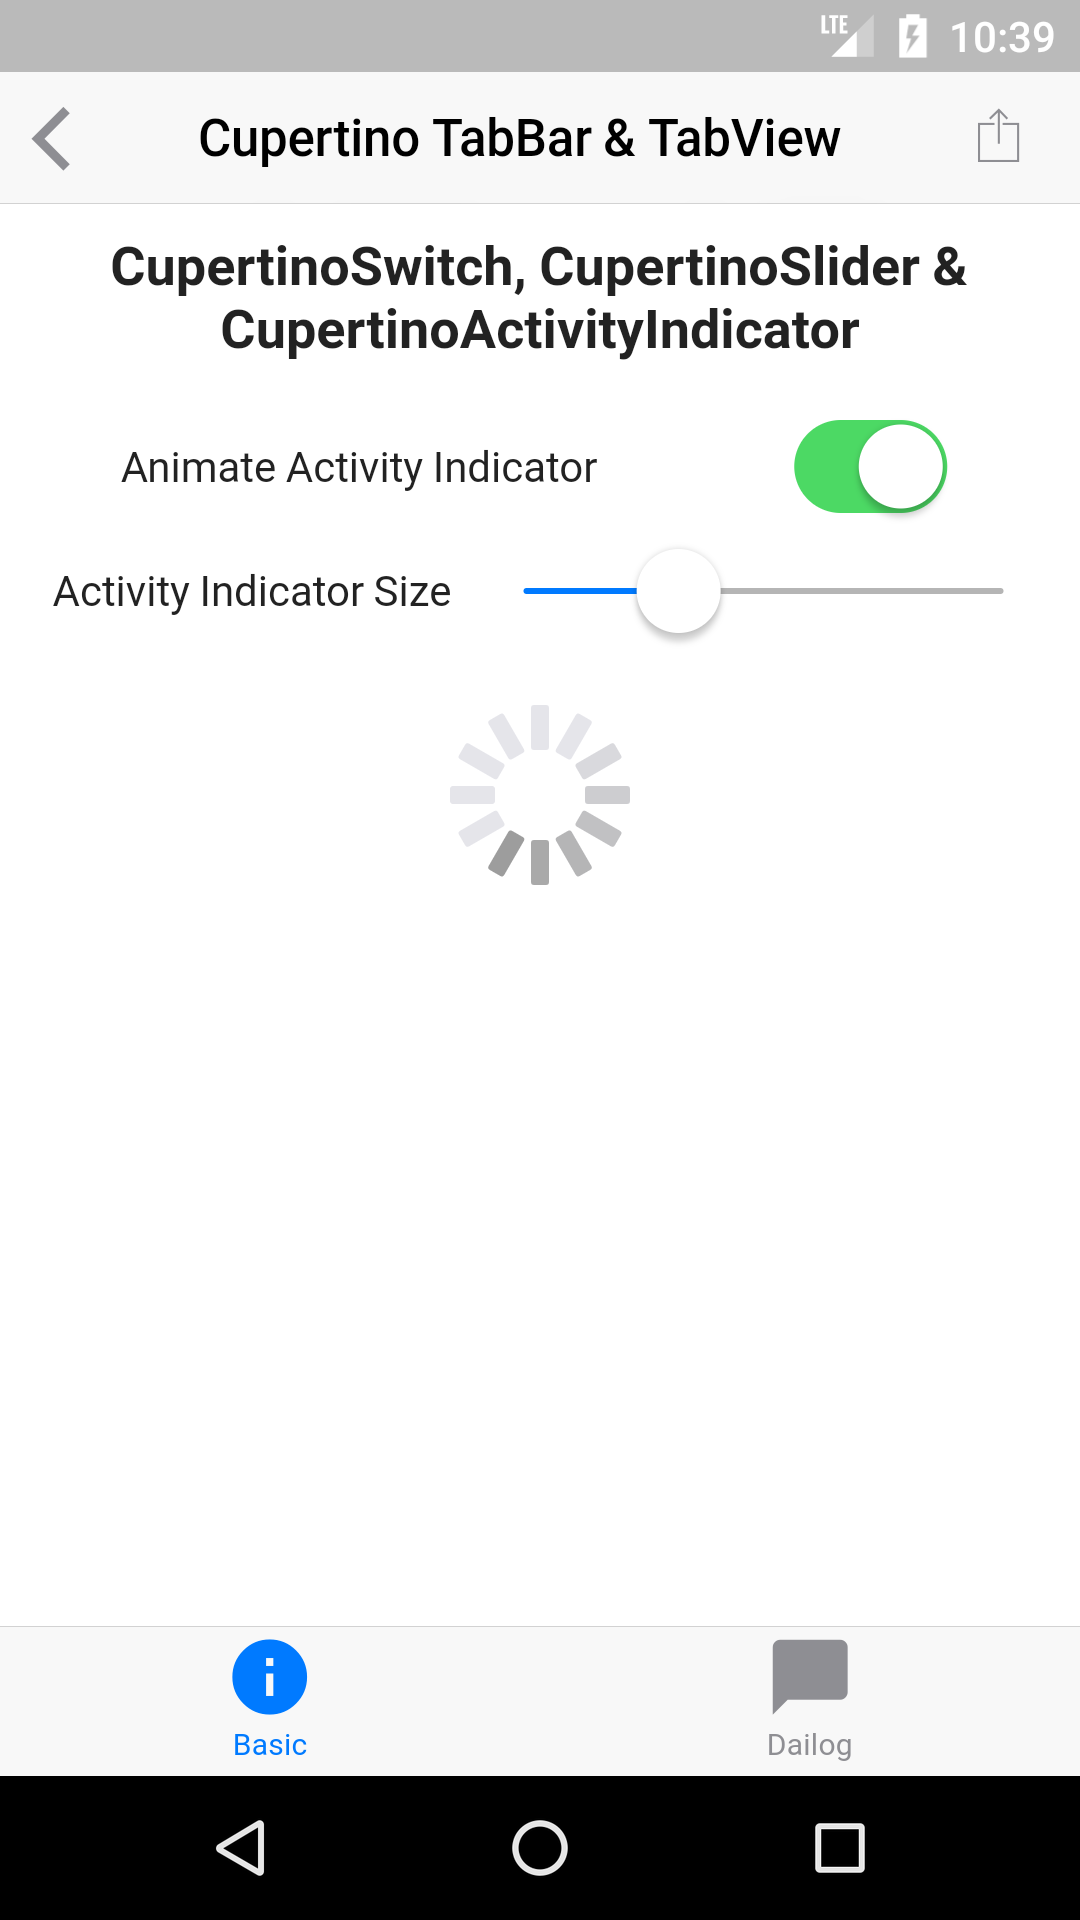 LTE 10:39
Cupertino TabBar & TabView
CupertinoSwitch, CupertinoSlider &
CupertinoActivityIndicator
Animate Activity Indicator
Activity Indicator Size
Basic
Dailog